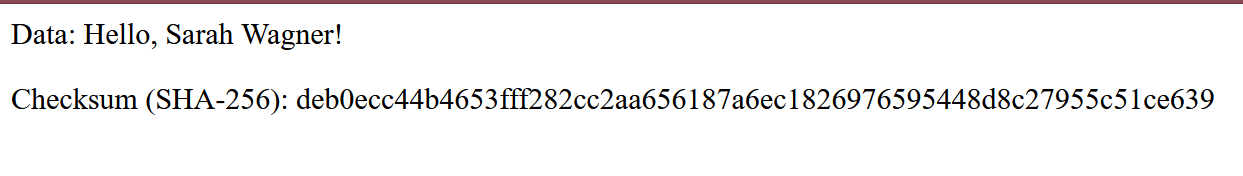 Data: Hello, Sarah Wagner!
Checksum (SHA-256): deb0ecc44b4653fff282cc2aa656187a6ec1826976595448d8c27955c51ce639